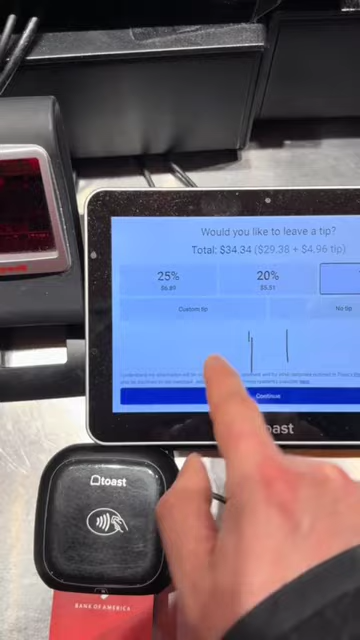 Would you like to leave a tip?
Total: $34.34 ($29.38 + $4.96 tip)
25%
$6.89
20%
$5.51
Custom tip
No tip
Continue
toast
toast
BANK OF AMERICA